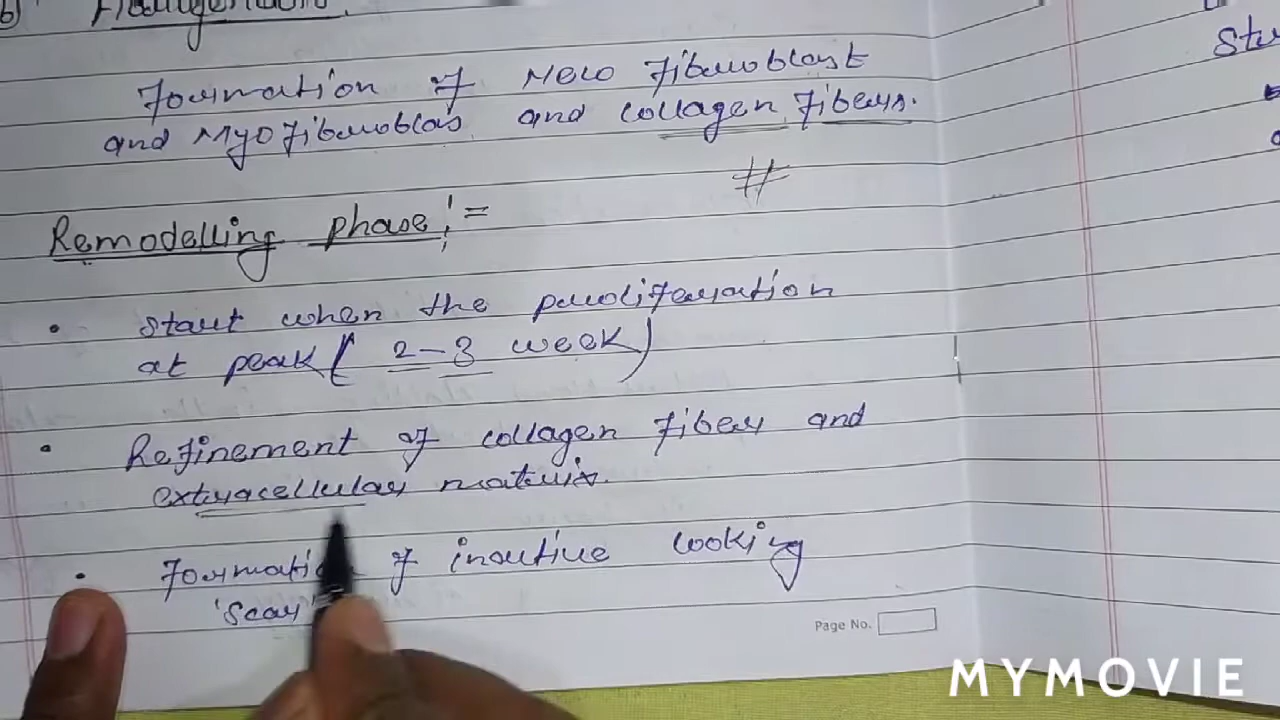 b)
Formation of New Fibroblast
and Myofibroblas and collagen Fibers.
#
Remodelling phase :=
• Start when the proliferation
at peak ( 2-3 week)
• Refinement of collagen fiber and
extracellular matrix.
• Formation of inactive looking
'Scar'
Page No.
MYMOVIE